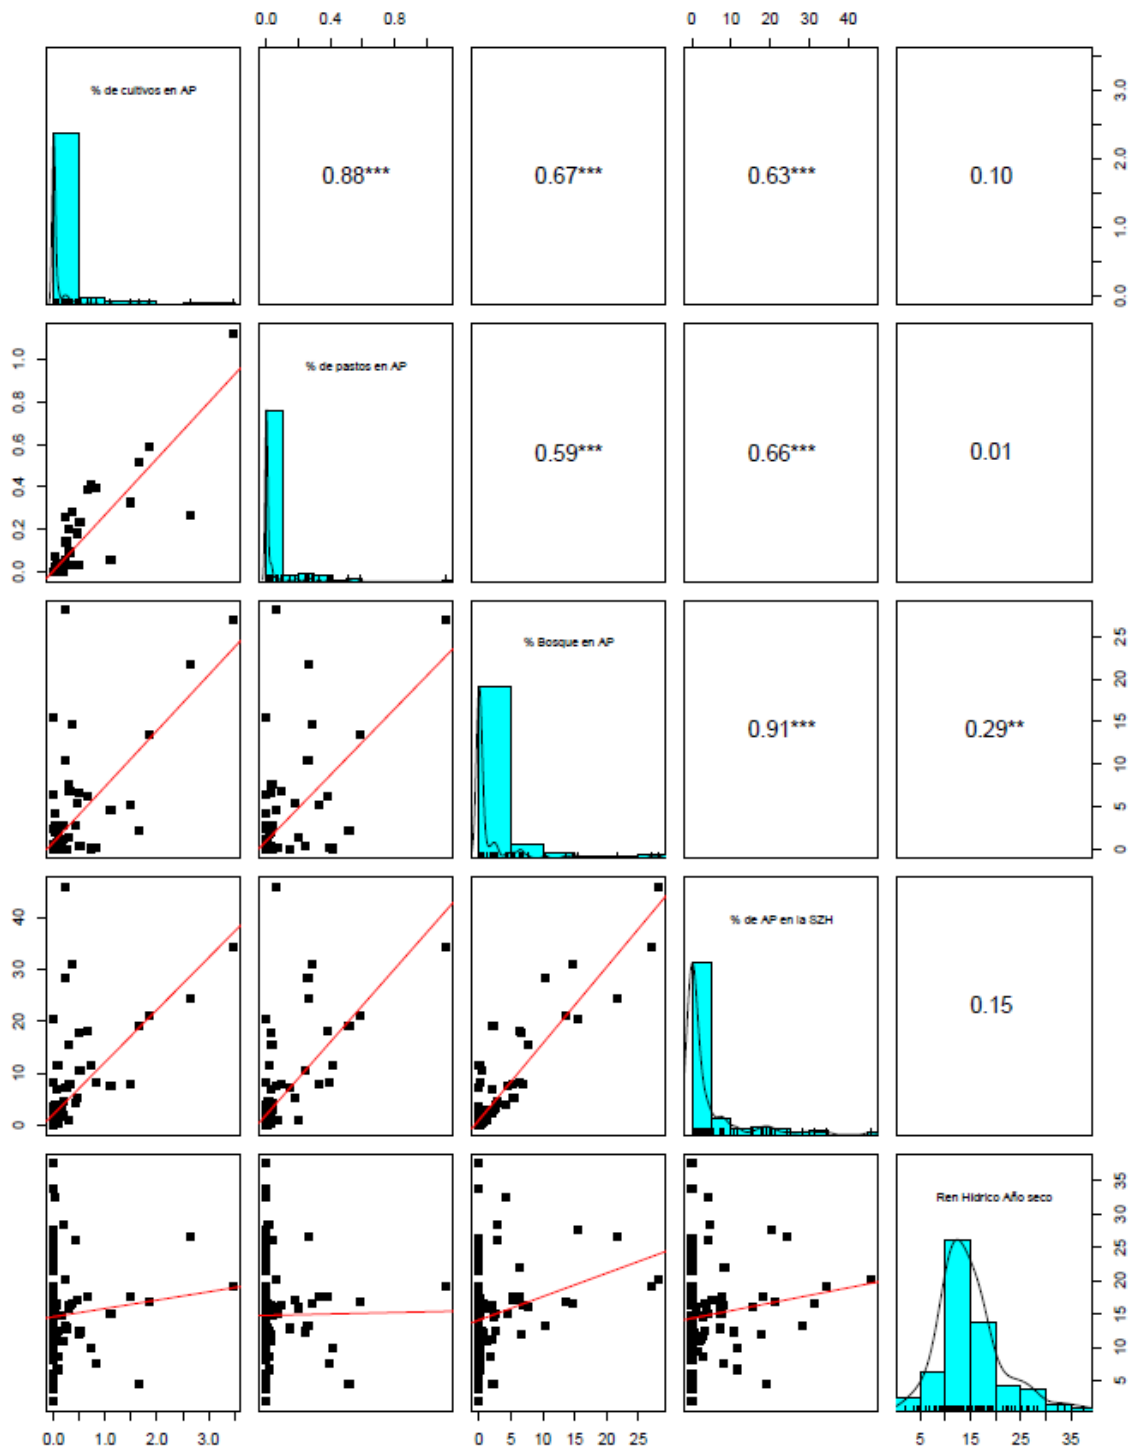 0.0 0.4 0.8 0 10 20 30 40
% de cultivos en AP 0.88*** 0.67*** 0.63*** 0.10 0.0 1.0 2.0 3.0
0.0 0.2 0.4 0.6 0.8 1.0 % de pastos en AP 0.59*** 0.66*** 0.01
% Bosque en AP 0.91*** 0.29** 0 5 10 15 20 25
0 10 20 30 40 % de AP en la SZH 0.15
Ren Hídrico Año seco 5 10 15 20 25 30 35
0.0 1.0 2.0 3.0 0 5 10 15 20 25 5 15 25 35